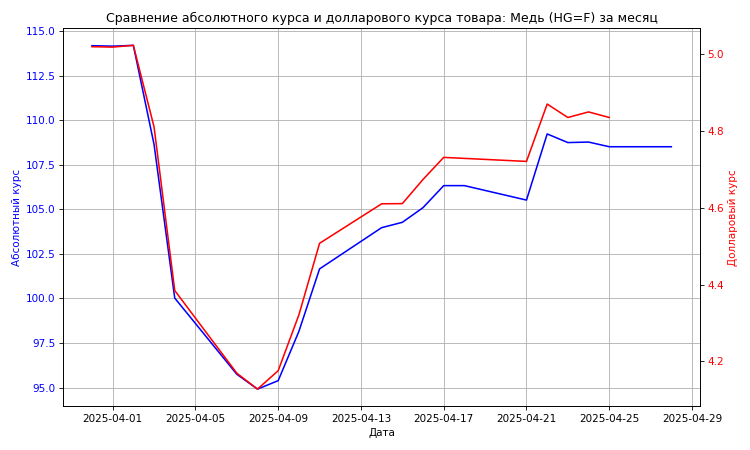 Сравнение абсолютного курса и долларового курса товара: Медь (HG=F) за месяц
115.0
112.5
110.0
107.5
105.0
102.5
100.0
97.5
95.0
Абсолютный курс
5.0
4.8
4.6
4.4
4.2
Долларовый курс
2025-04-01 2025-04-05 2025-04-09 2025-04-13 2025-04-17 2025-04-21 2025-04-25 2025-04-29
Дата